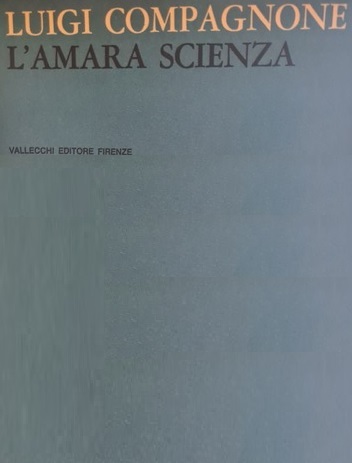 LUIGI COMPAGNONE
L'AMARA SCIENZA
VALLECCHI EDITORE FIRENZE